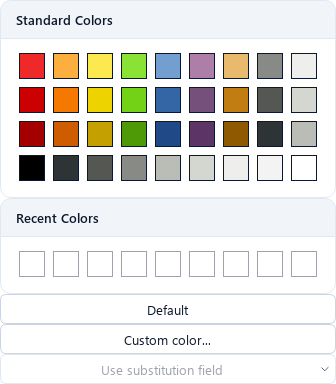 Standard Colors
Recent Colors
Default
Custom color...
Use substitution field